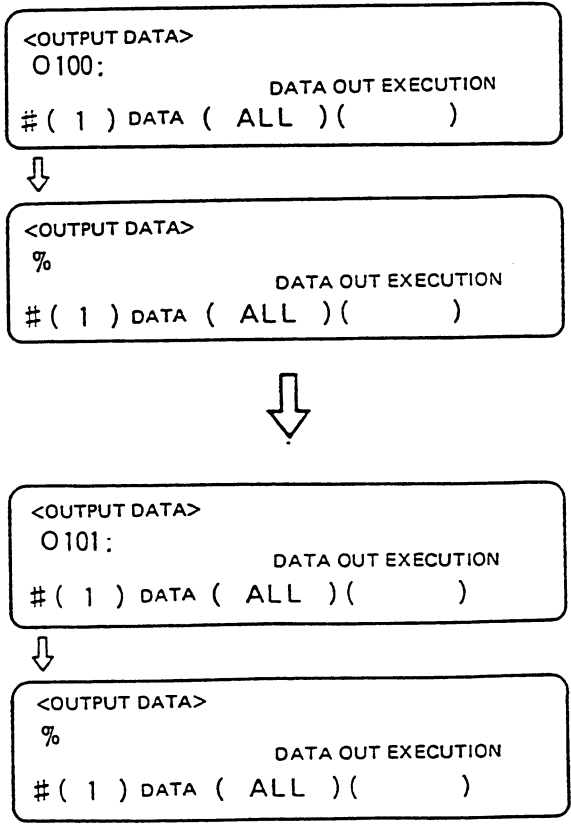 <OUTPUT DATA>
O100:
DATA OUT EXECUTION
#( 1 ) DATA ( ALL )( )
<OUTPUT DATA>
%
DATA OUT EXECUTION
#( 1 ) DATA ( ALL )( )
<OUTPUT DATA>
O101:
DATA OUT EXECUTION
#( 1 ) DATA ( ALL )( )
<OUTPUT DATA>
%
DATA OUT EXECUTION
#( 1 ) DATA ( ALL )( )